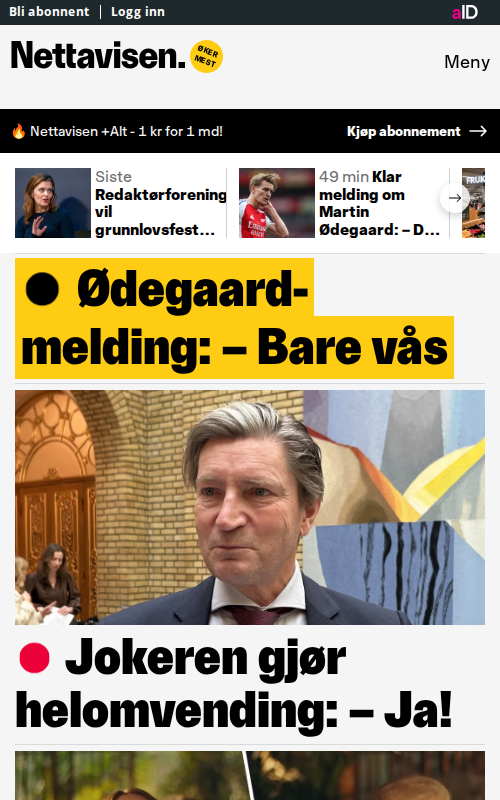 Bli abonnent
Logg inn
aID
Nettavisen.
ØKER
MEST
Meny
🔥 Nettavisen +Alt - 1 kr for 1 md!
Kjøp abonnement
Siste
Redaktørforening
vil
grunnlovsfest...
49 min Klar
melding om
Martin
Ødegaard: – D...
Ødegaard-
melding: – Bare vås
Jokeren gjør
helomvending: – Ja!